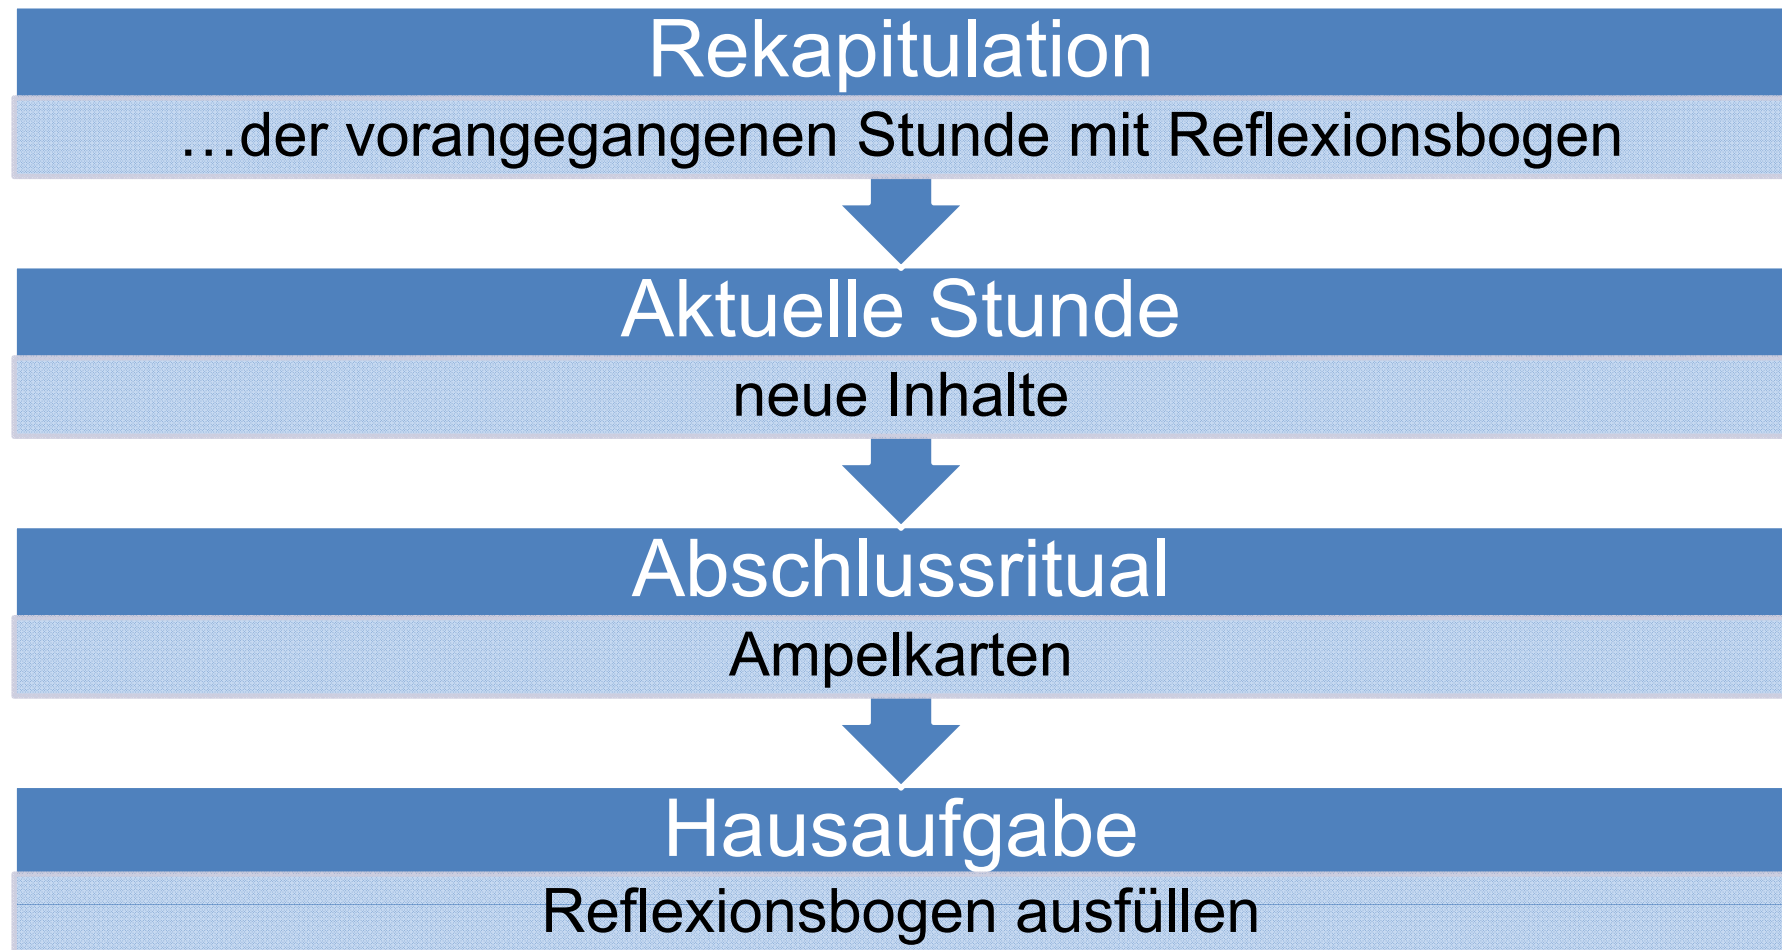 Rekapitulation
…der vorangegangenen Stunde mit Reflexionsbogen
Aktuelle Stunde
neue Inhalte
Abschlussritual
Ampelkarten
Hausaufgabe
Reflexionsbogen ausfüllen